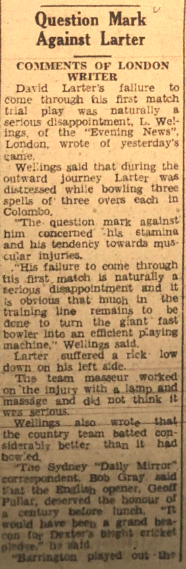 Question Mark
Against Larter
COMMENTS OF LONDON
WRITER
David Larter's failure to
come through his first match
trial play was naturally a
serious disappointment, L. Wel-
ings, of the "Evening News",
London, wrote of yesterday's
game.
Wellings said that during the
outward journey Larter was
distressed while bowling three
spells of three overs each in
Colombo.
"The question mark against
him concerned his stamina
and his tendency towards mus-
cular injuries.
"His failure to come through
his first match is naturally a
serious disappointment and it
is obvious that much in the
training line remains to be
done to turn the giant fast
bowler into an efficient playing
machine," Wellings said.
Larter suffered a rick low
down on his left side.
The team masseur worked
on the injury with a lamp and
massage and did not think it
was serious.
Wellings also wrote that
the country team batted con-
siderably better than it had
bowled.
"The Sydney "Daily Mirror"
correspondent, Bob Gray, said
that the English opener, Geoff
Pullar, deserved the honour of
a century before lunch. "It
would have been a grand bea-
con for Dexter's bright cricket
pledge," he said.
"Barrington played out the